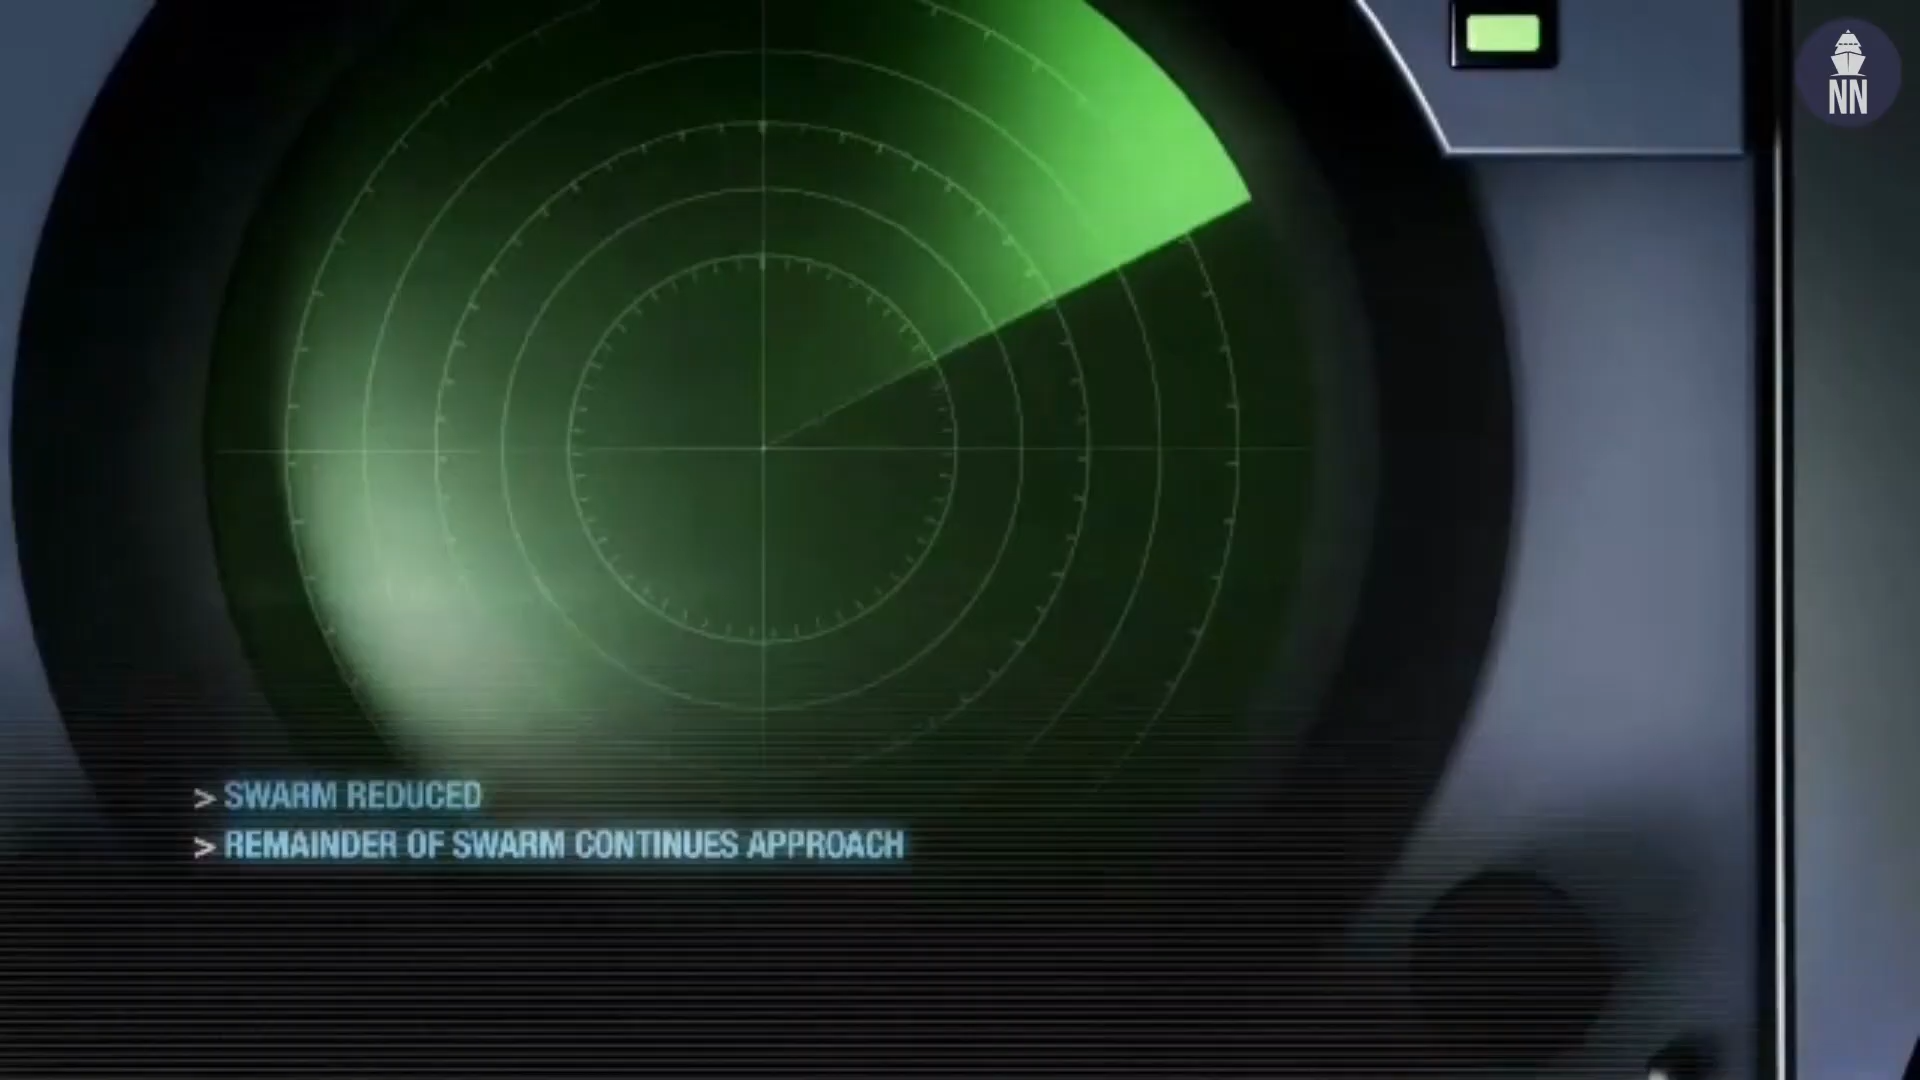 NN
> SWARM REDUCED
> REMAINDER OF SWARM CONTINUES APPROACH